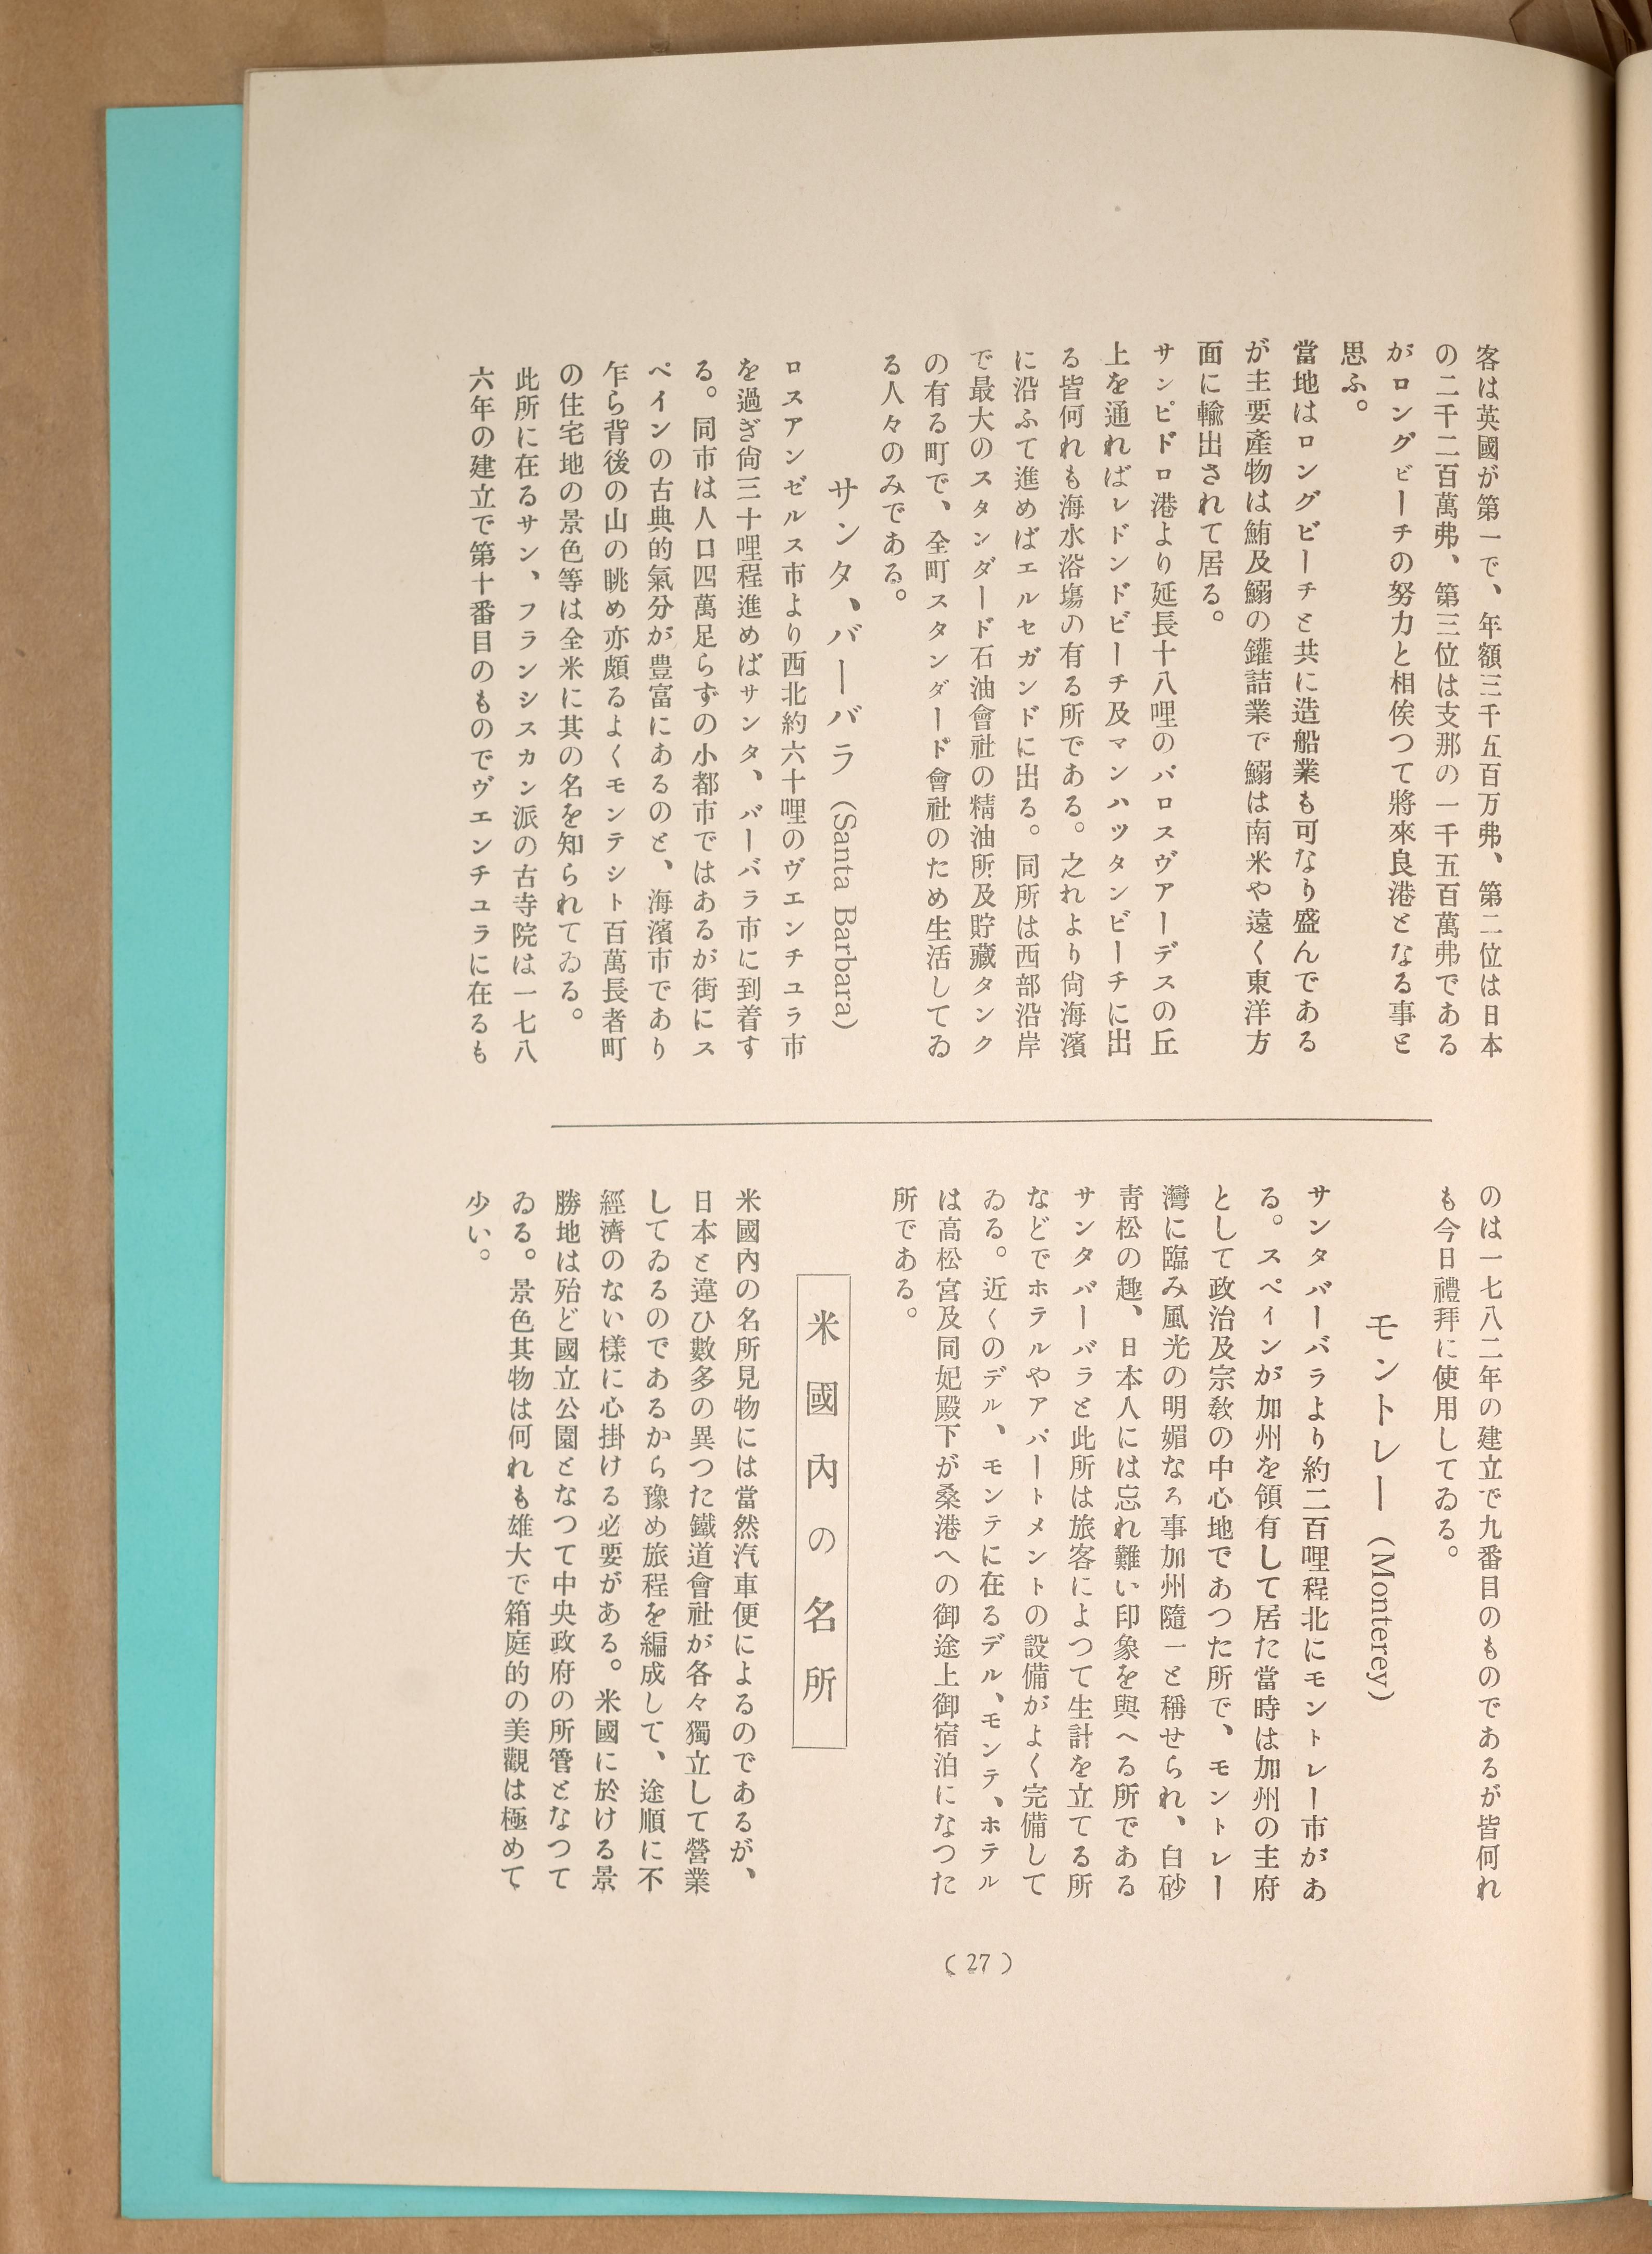 客は英國が第一で、年額三千五百万弗、第二位は日本
の二千二百萬弗、第三位は支那の一千五百萬弗である
がロングビーチの努力と相俟つて將來良港となる事と
思ふ。
當地はロングビーチと共に造船業も可なり盛んである
が主要產物は鮪及鰯の鑵詰業で鰯は南米や遠く東洋方
面に輸出されて居る。
サンピドロ港より延長十八哩のパロスヴアーデスの丘
上を通ればレドンドビーチ及マンハツタンビーチに出
る皆何れも海水浴塲の有る所である。之れより尙海濱
に沿ふて進めばエルセガンドに出る。同所は西部沿岸
で最大のスタンダード石油會社の精油所及貯藏タンク
の有る町で、全町スタンダード會社のため生活してゐ
る人々のみである。
サンタ、バーバラ (Santa Barbara)
ロスアンゼルス市より西北約六十哩のヴエンチユラ市
を過ぎ尙三十哩程進めばサンタ、バーバラ市に到着す
る。同市は人口四萬足らずの小都市ではあるが街にス
ペインの古典的氣分が豊富にあるのと、海濱市であり
乍ら背後の山の眺め亦頗るよくモンテシト百萬長者町
の住宅地の景色等は全米に其の名を知られてゐる。
此所に在るサン、フランシスカン派の古寺院は一七八
六年の建立で第十番目のものでヴエンチユラに在るも
のは一七八二年の建立で九番目のものであるが皆何れ
も今日禮拜に使用してゐる。
モントレー (Monterey)
サンタバーバラより約二百哩程北にモントレー市があ
る。スペインが加州を領有して居た當時は加州の主府
として政治及宗敎の中心地であつた所で、モントレー
灣に臨み風光の明媚なろ事加州隨一と稱せられ、白砂
靑松の趣、日本人には忘れ難い印象を與へる所である
サンタバーバラと此所は旅客によつて生計を立てる所
などでホテルやアパートメントの設備がよく完備して
ゐる。近くのデル、モンテに在るデル、モンテ、ホテル
は高松宮及同妃殿下が桑港への御途上御宿泊になつた
所である。
米國內の名所
米國內の名所見物には當然汽車便によるのであるが、
日本と違ひ數多の異つた鐵道會社が各々獨立して營業
してゐるのであるから豫め旅程を編成して、途順に不
經濟のない樣に心掛ける必要がある。米國に於ける景
勝地は殆ど國立公園となつて中央政府の所管となつて
ゐる。景色其物は何れも雄大で箱庭的の美觀は極めて
少い。
( 27 )